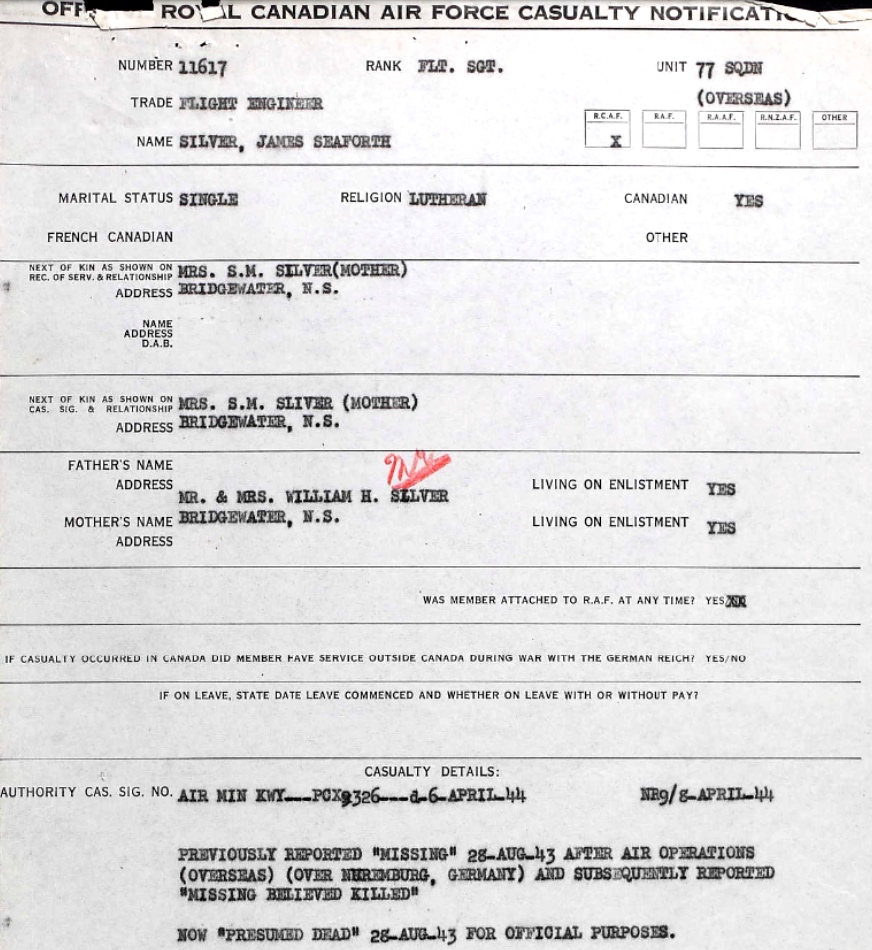 ROYAL CANADIAN AIR FORCE CASUALTY
NUMBER 11617 RANK FLT. SGT. UNIT 77 SQDN
TRADE FLIGHT ENGINEER (OVERSEAS)
R.C.A.F. R.A.F. R.A.A.F. R.N.Z.A.F. OTHER
NAME SILVER, JAMES SEAFORTH X
MARITAL STATUS SINGLE RELIGION LUTHERAN CANADIAN YES
FRENCH CANADIAN OTHER
NEXT OF KIN AS SHOWN ON
REC. OF SERV. & RELATIONSHIP MRS. S.M. SILVER(MOTHER)
ADDRESS BRIDGEWATER, N.S.
NAME
ADDRESS
D.A.B.
NEXT OF KIN AS SHOWN ON
CAS. SIG. & RELATIONSHIP MRS. S.M. SLIVER (MOTHER)
ADDRESS BRIDGEWATER, N.S.
FATHER'S NAME
ADDRESS LIVING ON ENLISTMENT YES
MR. & MRS. WILLIAM H. SILVER
MOTHER'S NAME BRIDGEWATER, N.S. LIVING ON ENLISTMENT YES
ADDRESS
WAS MEMBER ATTACHED TO R.A.F. AT ANY TIME? YES
IF CASUALTY OCCURRED IN CANADA DID MEMBER HAVE SERVICE OUTSIDE CANADA DURING WAR WITH THE GERMAN REICH? YES/NO
IF ON LEAVE, STATE DATE LEAVE COMMENCED AND WHETHER ON LEAVE WITH OR WITHOUT PAY?
CASUALTY DETAILS:
AUTHORITY CAS. SIG. NO. AIR MIN KWY---PCX9326---d-6-APRIL-44 NR9/8-APRIL-44
PREVIOUSLY REPORTED "MISSING" 28-AUG-43 AFTER AIR OPERATIONS
(OVERSEAS) (OVER NUREMBURG, GERMANY) AND SUBSEQUENTLY REPORTED
"MISSING BELIEVED KILLED"
NOW "PRESUMED DEAD" 28-AUG-43 FOR OFFICIAL PURPOSES.